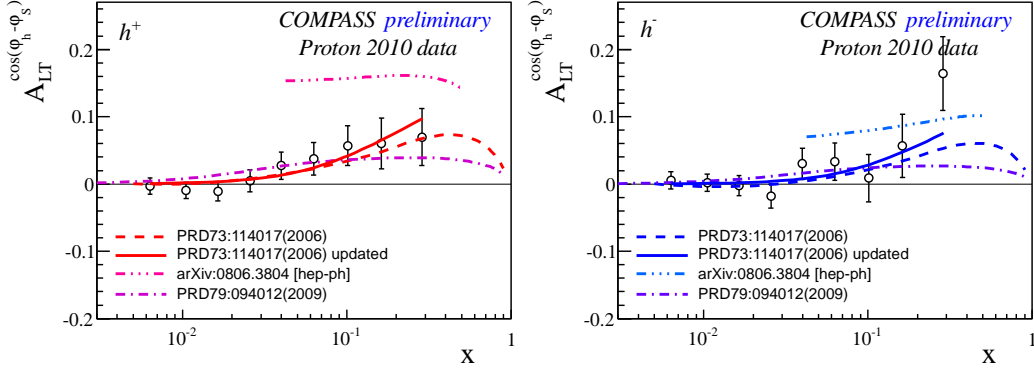 h⁺
COMPASS preliminary
Proton 2010 data
A_LT^cos(φ_h-φ_S)
0.2
0.1
0
-0.1
-0.2
PRD73:114017(2006)
PRD73:114017(2006) updated
arXiv:0806.3804 [hep-ph]
PRD79:094012(2009)
10⁻²
10⁻¹
1
x
h⁻
COMPASS preliminary
Proton 2010 data
A_LT^cos(φ_h-φ_S)
0.2
0.1
0
-0.1
-0.2
PRD73:114017(2006)
PRD73:114017(2006) updated
arXiv:0806.3804 [hep-ph]
PRD79:094012(2009)
10⁻²
10⁻¹
1
x